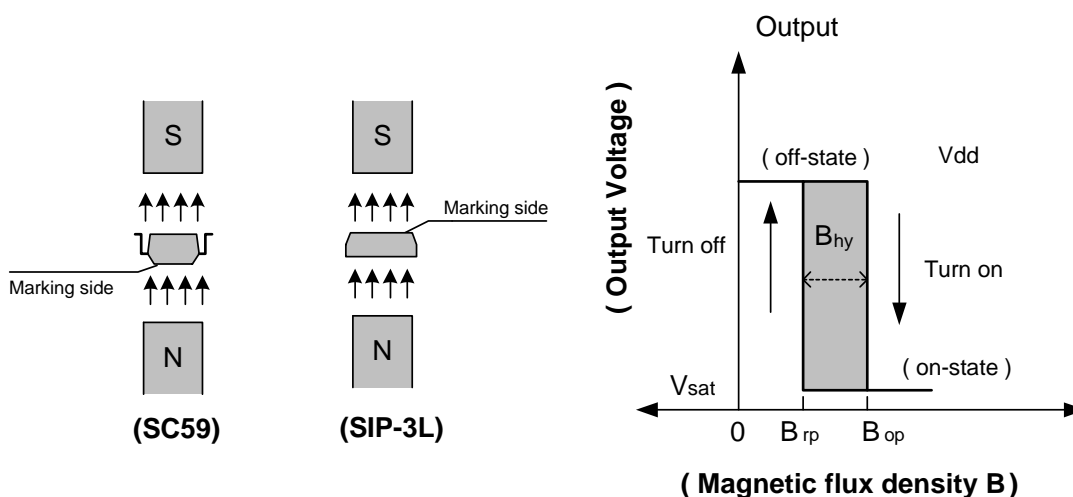 S
S
Marking side
Marking side
N
N
(SC59)
(SIP-3L)
Output
( Output Voltage )
( off-state )
Vdd
Turn off
Bhy
Turn on
( on-state )
Vsat
0
B rp
B op
( Magnetic flux density B )